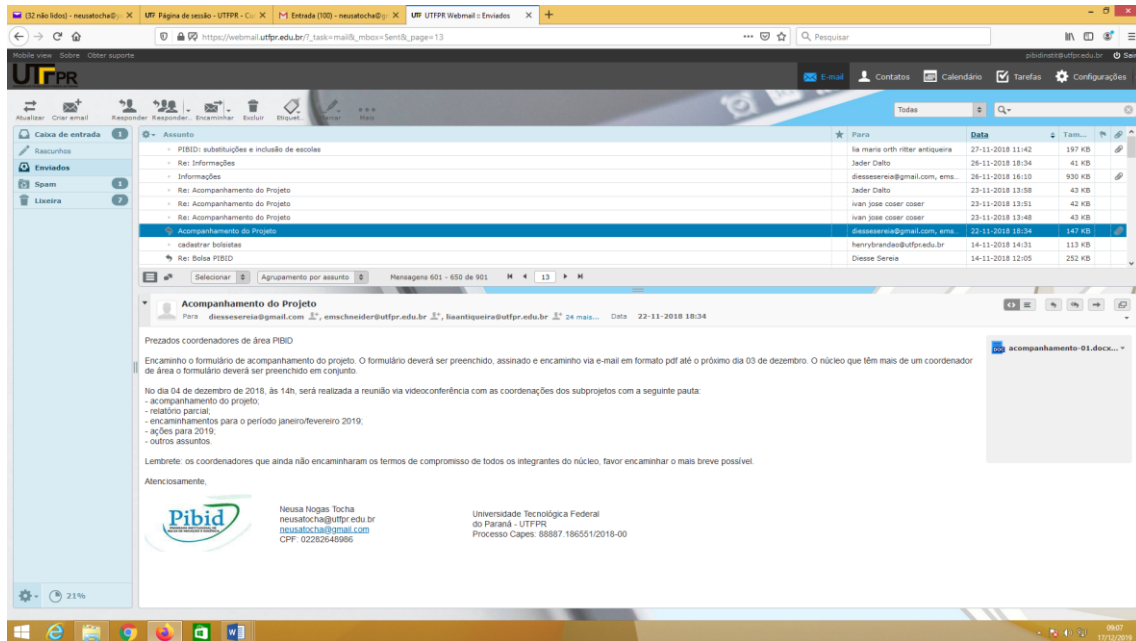 (32 não lidos) - neusatocha@y
UTF Página de sessão - UTFPR - Cu
Entrada (100) - neusatocha@g
UTF UTFPR Webmail :: Enviados
https://webmail.utfpr.edu.br/?_task=mail&_mbox=Sent&_page=13
Pesquisar
Mobile view Sobre Obter suporte
pibidinstit@utfpr.edu.br Sair
UTFPR
E-mail Contatos Calendário Tarefas Configurações
Atualizar Criar email Responder Responder.. Encaminhar Excluir Etiquet.. Marcar Mais
Todas
Caixa de entrada 1
Rascunhos
Enviados
Spam 1
Lixeira 7
Assunto Para Data Tam...
PIBID: substituições e inclusão de escolas lia maris orth ritter antiqueira 27-11-2018 11:42 197 KB
Re: Informações Jader Dalto 26-11-2018 18:34 41 KB
Informações diessesereia@gmail.com, ems... 26-11-2018 16:10 930 KB
Re: Acompanhamento do Projeto Jader Dalto 23-11-2018 13:58 43 KB
Re: Acompanhamento do Projeto ivan jose coser coser 23-11-2018 13:51 42 KB
Re: Acompanhamento do Projeto ivan jose coser coser 23-11-2018 13:48 43 KB
Acompanhamento do Projeto diessesereia@gmail.com, ems... 22-11-2018 18:34 147 KB
cadastrar bolsistas henrybrandao@utfpr.edu.br 14-11-2018 14:31 113 KB
Re: Bolsa PIBID Diesse Sereia 14-11-2018 12:05 252 KB
Selecionar Agrupamento por assunto Mensagens 601 - 650 de 901 13
Acompanhamento do Projeto
Para diessesereia@gmail.com, emschneider@utfpr.edu.br, liaantiqueira@utfpr.edu.br 24 mais... Data 22-11-2018 18:34
acompanhamento-01.docx...
Prezados coordenadores de área PIBID
Encaminho o formulário de acompanhamento do projeto. O formulário deverá ser preenchido, assinado e encaminho via e-mail em formato pdf até o próximo dia 03 de dezembro. O núcleo que têm mais de um coordenador
de área o formulário deverá ser preenchido em conjunto.
No dia 04 de dezembro de 2018, às 14h, será realizada a reunião via videoconferência com as coordenações dos subprojetos com a seguinte pauta:
- acompanhamento do projeto;
- relatório parcial;
- encaminhamentos para o período janeiro/fevereiro 2019;
- ações para 2019;
- outros assuntos.
Lembrete: os coordenadores que ainda não encaminharam os termos de compromisso de todos os integrantes do núcleo, favor encaminhar o mais breve possível.
Atenciosamente,
Pibid
Neusa Nogas Tocha
neusatocha@utfpr.edu.br
neusatocha@gmail.com
CPF: 02282648986
Universidade Tecnológica Federal
do Paraná - UTFPR
Processo Capes: 88887.186551/2018-00
21%
09:07
17/12/2019